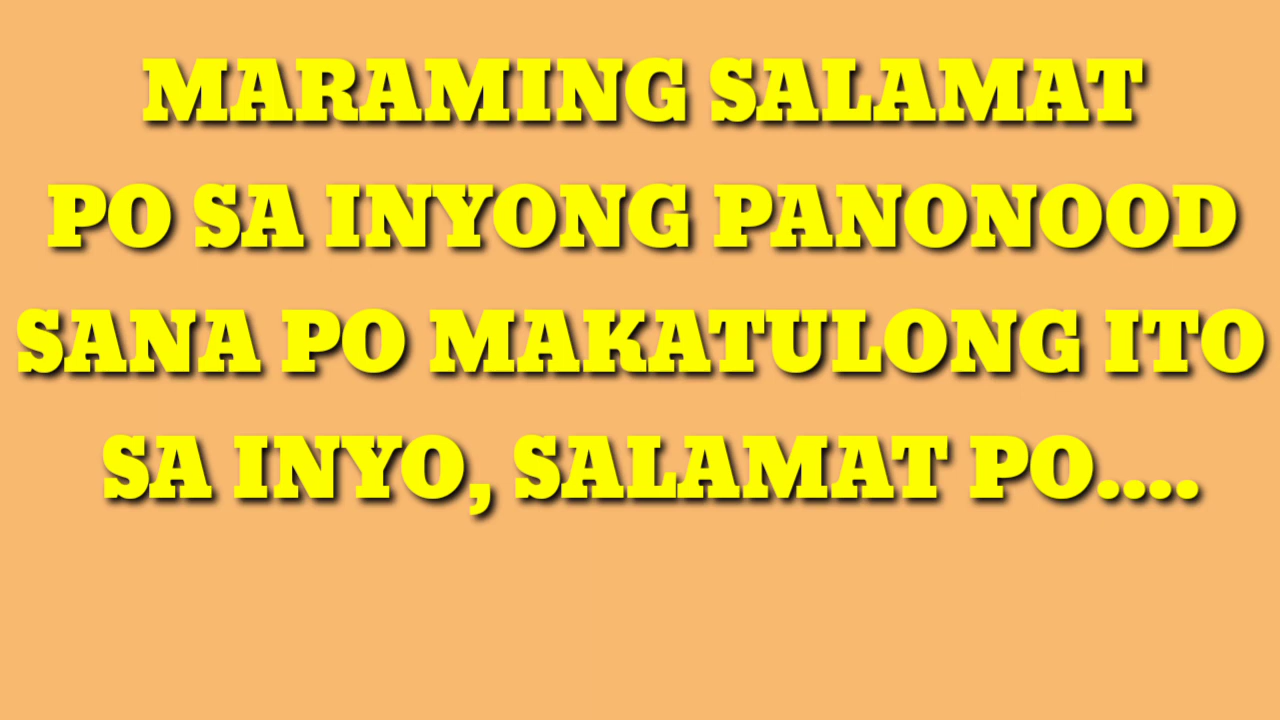 MARAMING SALAMAT
PO SA INYONG PANONOOD
SANA PO MAKATULONG ITO
SA INYO, SALAMAT PO....